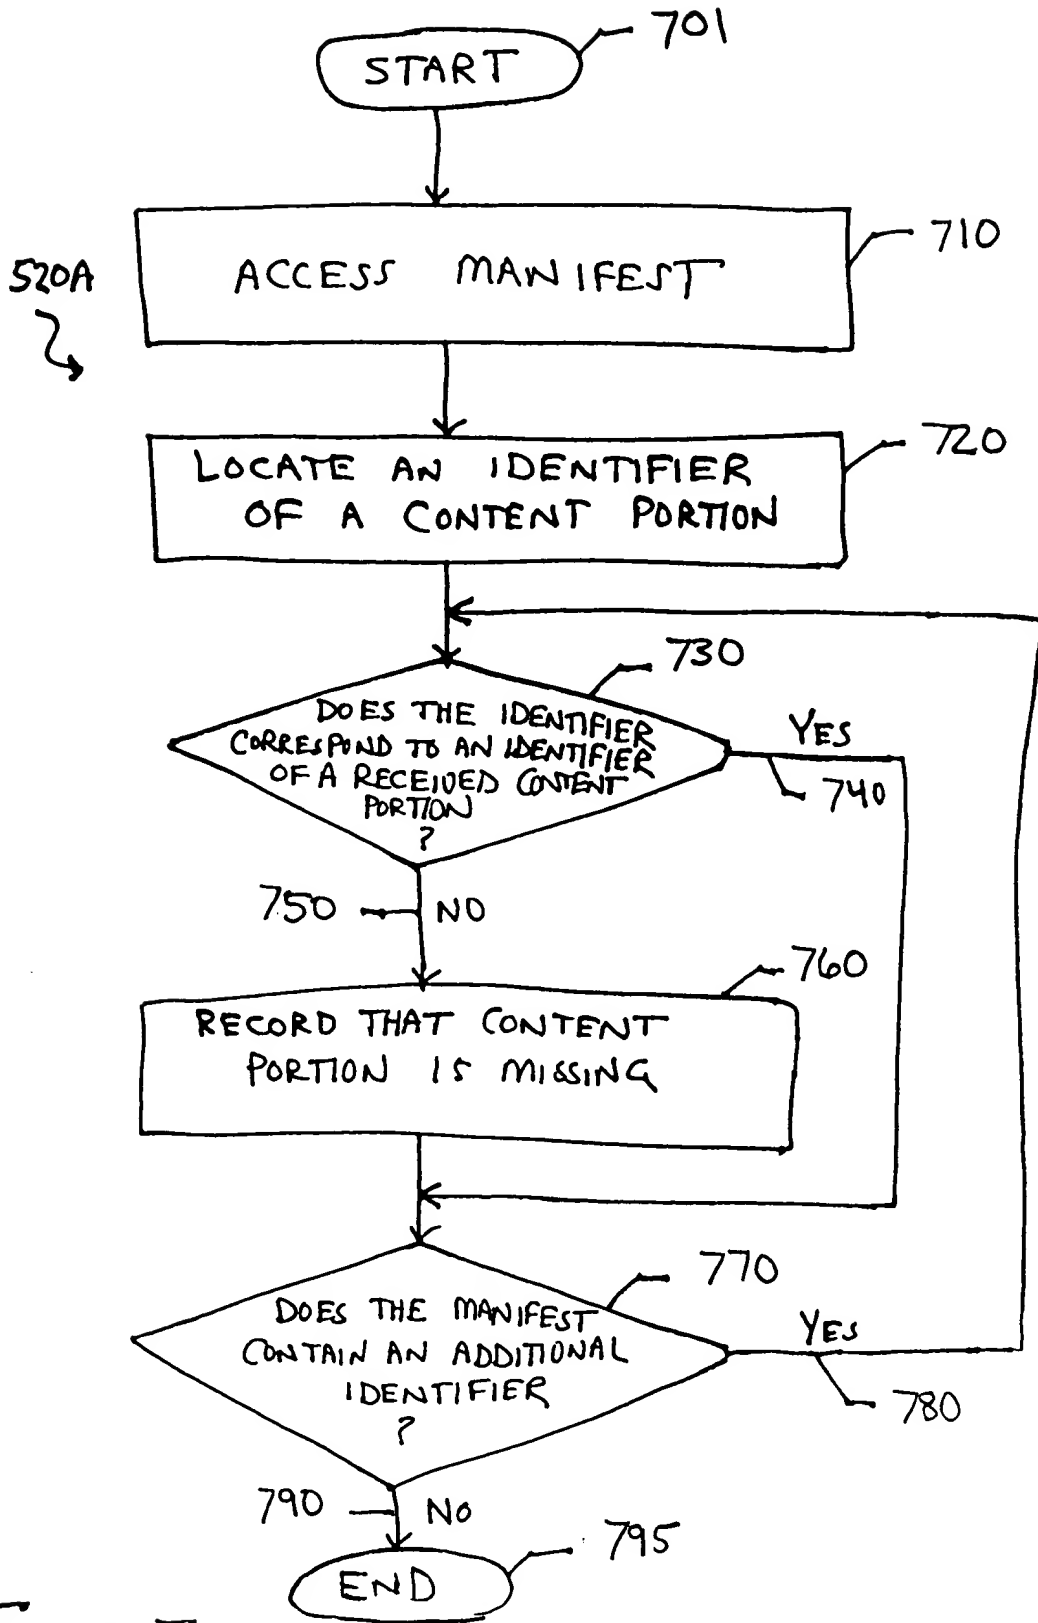 701
START
710
520A
ACCESS MANIFEST
720
LOCATE AN IDENTIFIER
OF A CONTENT PORTION
730
DOES THE IDENTIFIER
CORRESPOND TO AN IDENTIFIER
OF A RECEIVED CONTENT
PORTION
?
YES
740
750
NO
760
RECORD THAT CONTENT
PORTION IS MISSING
770
DOES THE MANIFEST
CONTAIN AN ADDITIONAL
IDENTIFIER
?
YES
780
790
NO
795
END